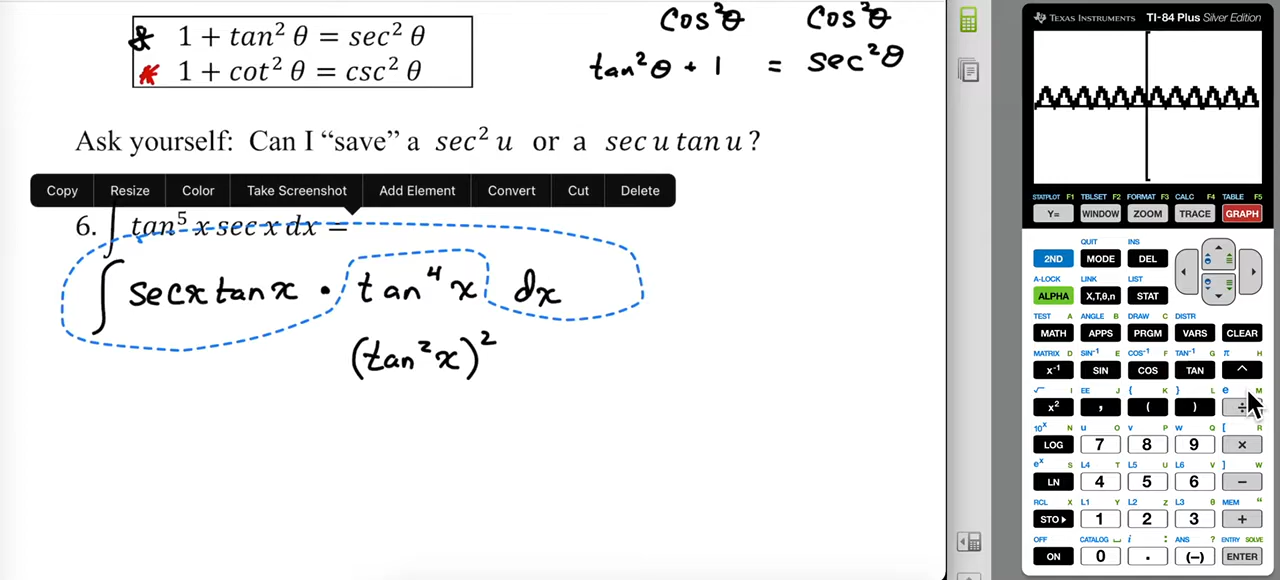 1 + tan² θ = sec² θ
1 + cot² θ = csc² θ
cos²θ cos²θ
tan²θ + 1 = sec²θ
Ask yourself: Can I “save” a sec² u or a sec u tan u ?
Copy Resize Color Take Screenshot Add Element Convert Cut Delete
6. ∫ tan⁵ x sec x dx =
∫ secx tanx • tan⁴x dx
(tan²x)²
TEXAS INSTRUMENTS TI-84 Plus Silver Edition
STATPLOT F1 TBLSET F2 FORMAT F3 CALC F4 TABLE F5
Y= WINDOW ZOOM TRACE GRAPH
QUIT INS
2ND MODE DEL
A-LOCK LINK LIST
ALPHA X,T,θ,n STAT
TEST A ANGLE B DRAW C DISTR
MATH APPS PRGM VARS CLEAR
MATRIX D SIN⁻¹ E COS⁻¹ F TAN⁻¹ G π H
x⁻¹ SIN COS TAN ^
√ I EE J { K } L e M
x² , ( ) ÷
10ˣ N u O v P w Q [ R
LOG 7 8 9 ×
eˣ S L4 T L5 U L6 V ] W
LN 4 5 6 −
RCL X L1 Y L2 Z L3 θ MEM “
STO▶ 1 2 3 +
OFF CATALOG ⎵ i : ANS ? ENTRY SOLVE
ON 0 . (−) ENTER